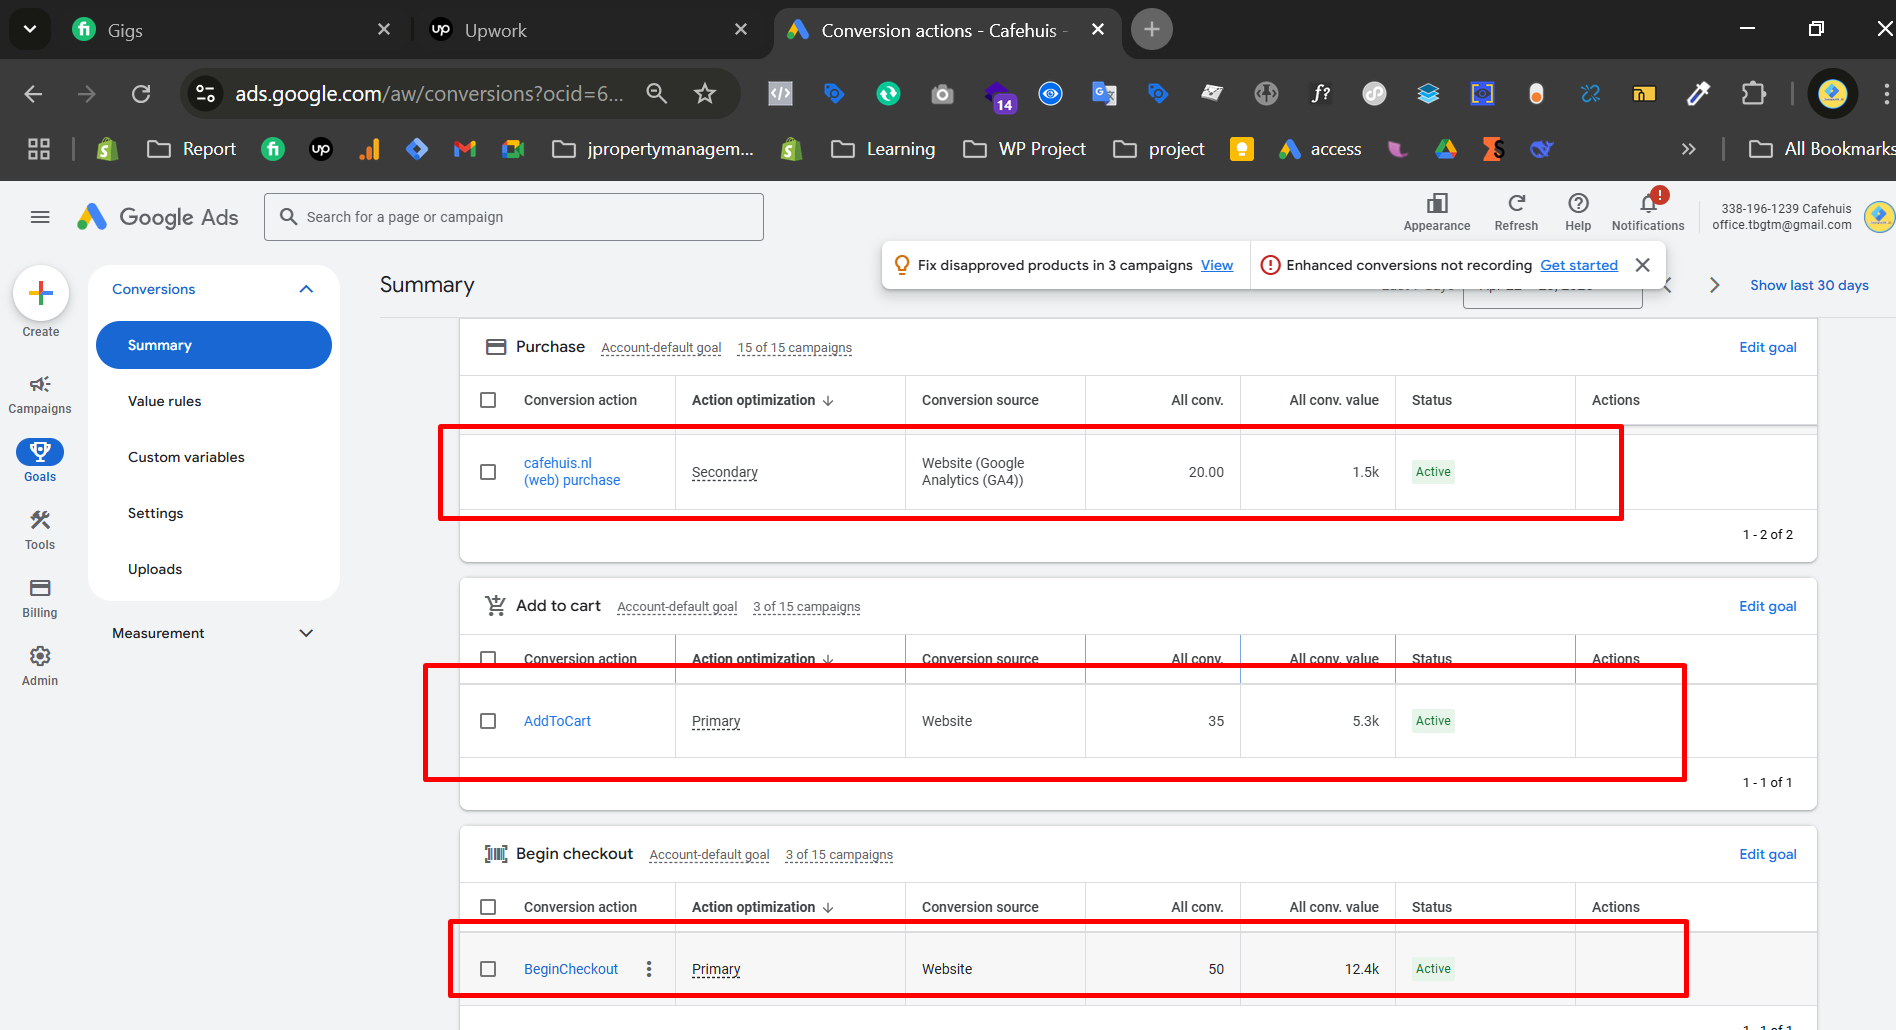 Gigs
Upwork
Conversion actions - Cafehuis -
ads.google.com/aw/conversions?ocid=6...
14
Report
jpropertymanagem...
Learning
WP Project
project
access
All Bookmarks
Google Ads
Search for a page or campaign
Appearance
Refresh
Help
Notifications
338-196-1239 Cafehuis
office.tbgtm@gmail.com
Fix disapproved products in 3 campaigns View
Enhanced conversions not recording Get started
Create
Campaigns
Goals
Tools
Billing
Admin
Conversions
Summary
Value rules
Custom variables
Settings
Uploads
Measurement
Summary
Show last 30 days
Purchase Account-default goal 15 of 15 campaigns Edit goal
Conversion action Action optimization Conversion source All conv. All conv. value Status Actions
cafehuis.nl (web) purchase Secondary Website (Google Analytics (GA4)) 20.00 1.5k Active
1 - 2 of 2
Add to cart Account-default goal 3 of 15 campaigns Edit goal
Conversion action Action optimization Conversion source All conv. All conv. value Status Actions
AddToCart Primary Website 35 5.3k Active
1 - 1 of 1
Begin checkout Account-default goal 3 of 15 campaigns Edit goal
Conversion action Action optimization Conversion source All conv. All conv. value Status Actions
BeginCheckout Primary Website 50 12.4k Active